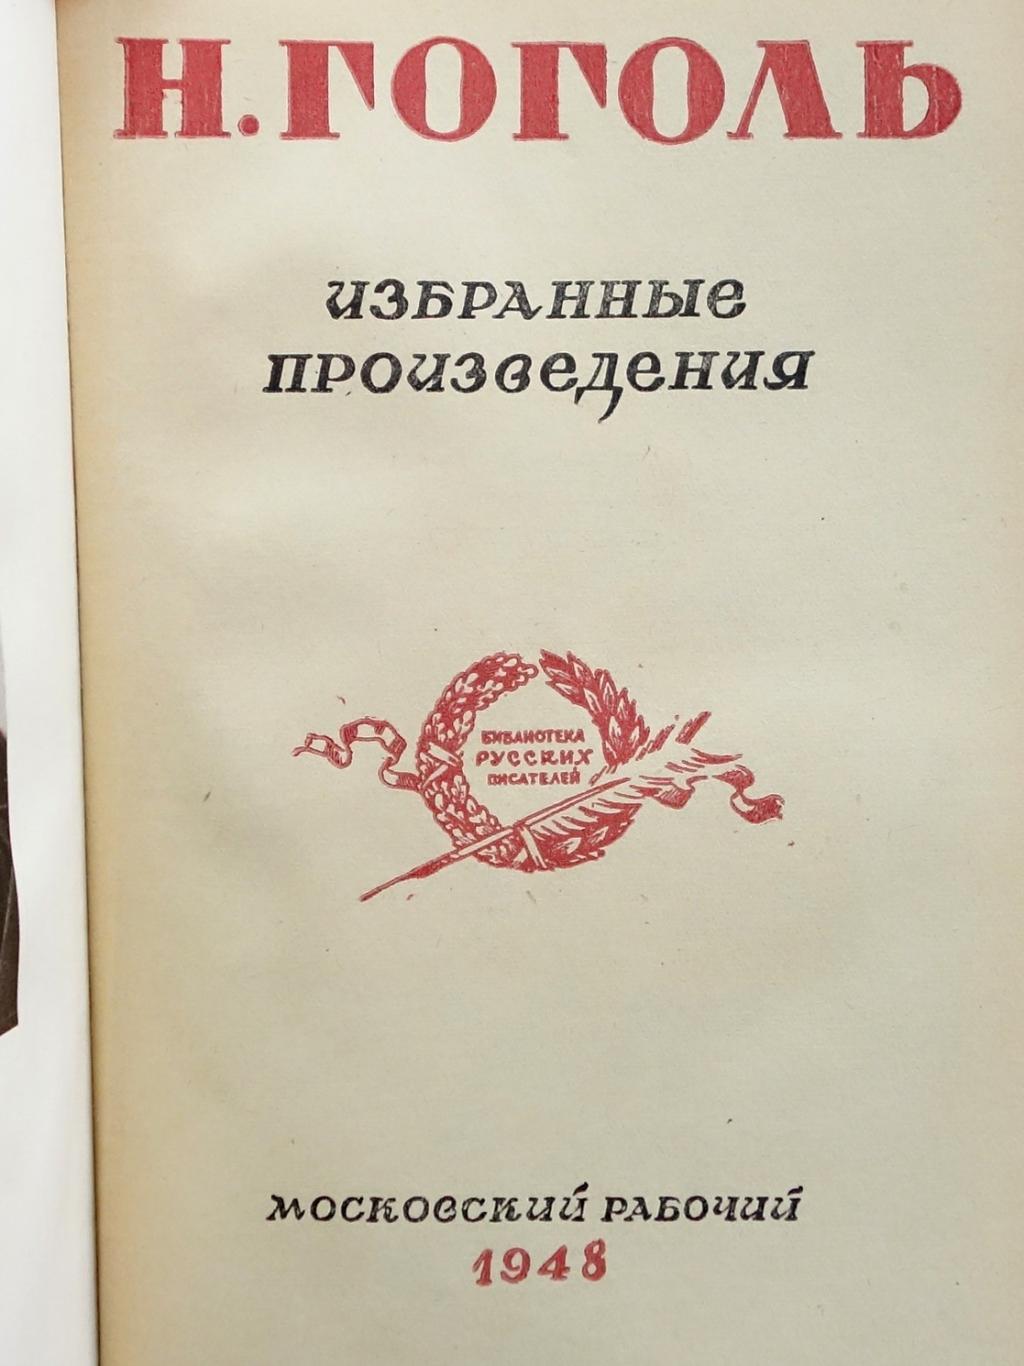 Н.ГОГОЛЬ
ИЗБРАННЫЕ
ПРОИЗВЕДЕНИЯ
БИБЛИОТЕКА
РУССКИХ
ПИСАТЕЛЕЙ
МОСКОВСКИЙ РАБОЧИЙ
1948